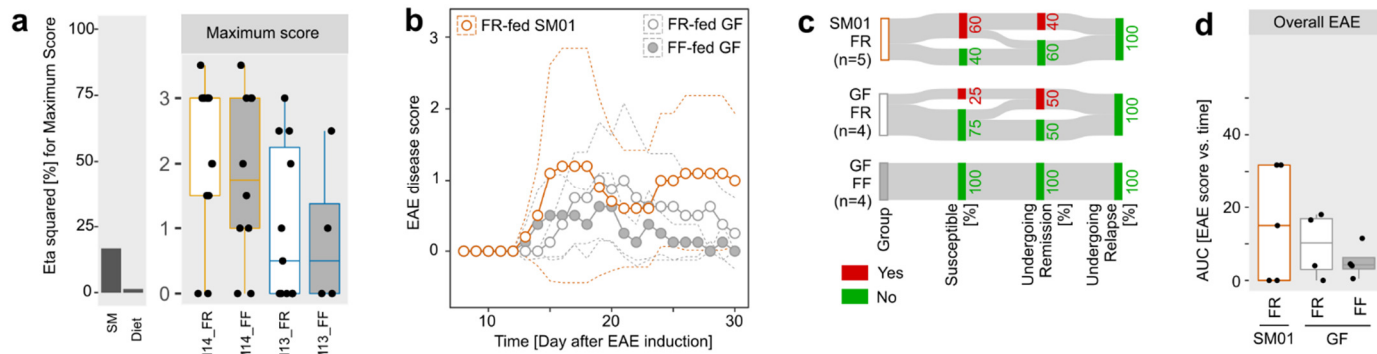 a
Eta squared [%] for Maximum Score
100
75
50
25
0
SM
Diet
Maximum score
3
2
1
0
M14_FR
M14_FF
M13_FR
M13_FF
b
EAE disease score
3
2
1
0
FR-fed SM01
FR-fed GF
FF-fed GF
10
20
30
Time [Day after EAE induction]
c
SM01
FR
(n=5)
60
40
40
60
100
GF
FR
(n=4)
25
75
50
50
100
GF
FF
(n=4)
100
100
100
Group
Susceptible
[%]
Undergoing
Remission
[%]
Undergoing
Relapse
[%]
Yes
No
d
Overall EAE
AUC [EAE score vs. time]
40
20
0
FR
FR
FF
SM01
GF